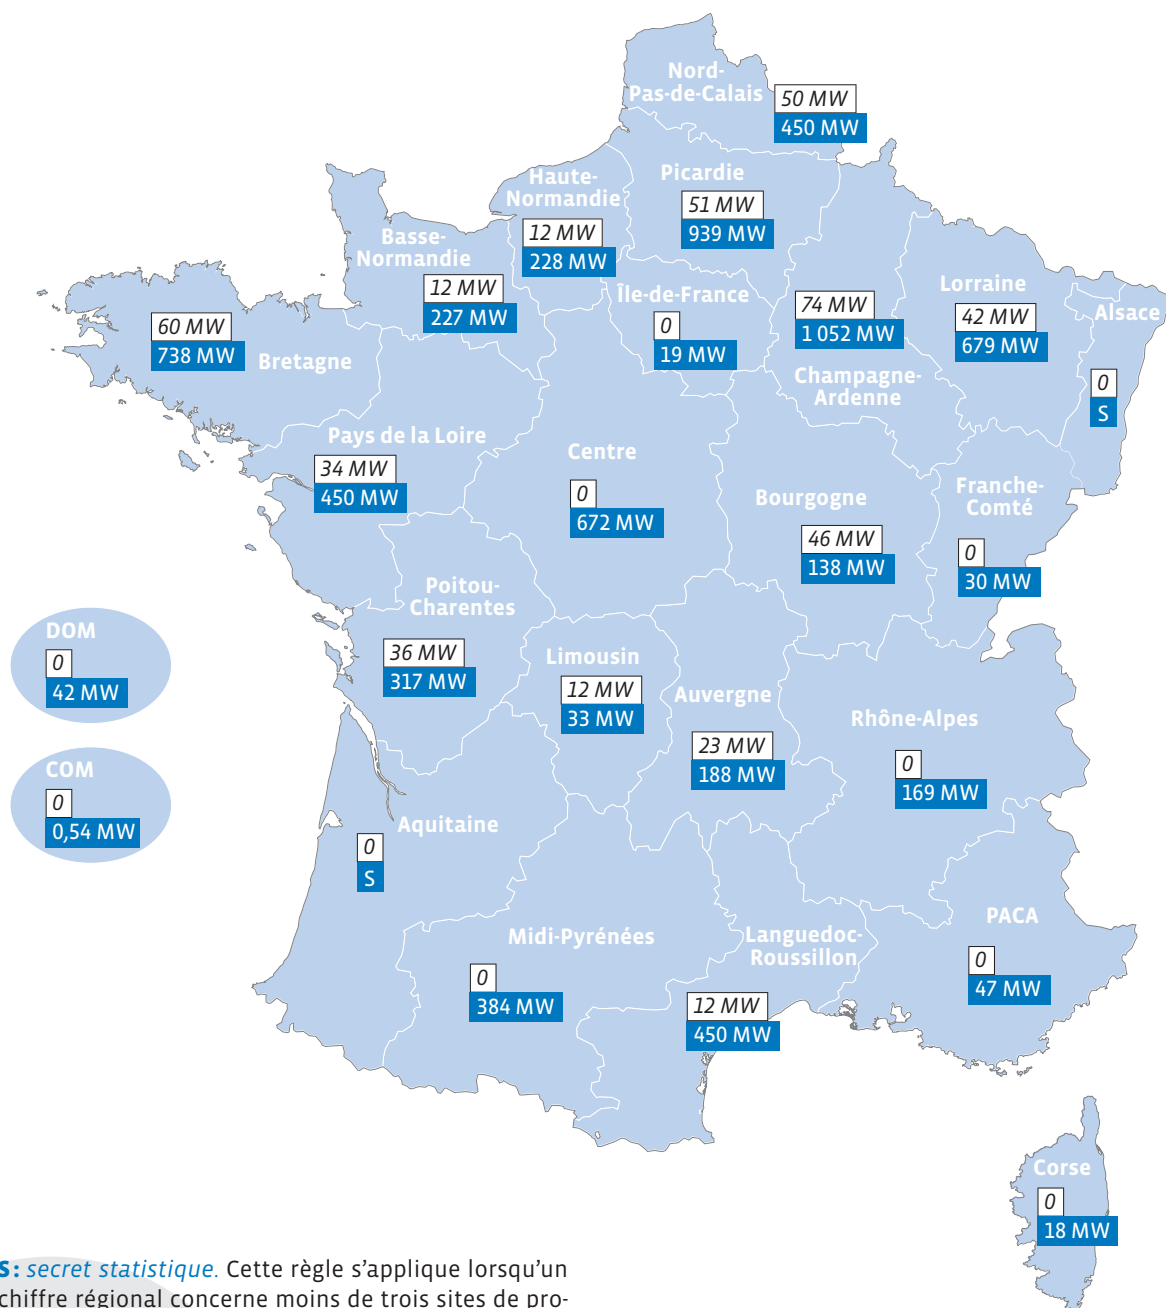 Nord-
Pas-de-Calais
50 MW
450 MW
Picardie
51 MW
939 MW
Haute-
Normandie
12 MW
228 MW
Basse-
Normandie
12 MW
227 MW
Île-de-France
0
19 MW
74 MW
1 052 MW
Champagne-
Ardenne
Lorraine
42 MW
679 MW
Alsace
0
S
60 MW
738 MW
Bretagne
Pays de la Loire
34 MW
450 MW
Centre
0
672 MW
Bourgogne
46 MW
138 MW
Franche-
Comté
0
30 MW
Poitou-
Charentes
36 MW
317 MW
Limousin
12 MW
33 MW
Auvergne
23 MW
188 MW
Rhône-Alpes
0
169 MW
DOM
0
42 MW
COM
0
0,54 MW
Aquitaine
0
S
Midi-Pyrénées
0
384 MW
Languedoc-
Roussillon
12 MW
450 MW
PACA
0
47 MW
Corse
0
18 MW
S: secret statistique. Cette règle s’applique lorsqu’un
chiffre régional concerne moins de trois sites de pro-